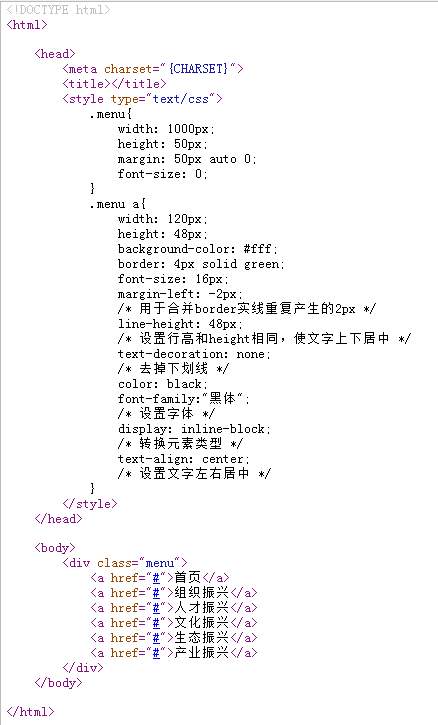 <!DOCTYPE html>
<html>
<head>
<meta charset="{CHARSET}">
<title></title>
<style type="text/css">
.menu{
width: 1000px;
height: 50px;
margin: 50px auto 0;
font-size: 0;
}
.menu a{
width: 120px;
height: 48px;
background-color: #fff;
border: 4px solid green;
font-size: 16px;
margin-left: -2px;
/* 用于合并border实线重复产生的2px */
line-height: 48px;
/* 设置行高和height相同，使文字上下居中 */
text-decoration: none;
/* 去掉下划线 */
color: black;
font-family:"黑体";
/* 设置字体 */
display: inline-block;
/* 转换元素类型 */
text-align: center;
/* 设置文字左右居中 */
}
</style>
</head>
<body>
<div class="menu">
<a href="#">首页</a>
<a href="#">组织振兴</a>
<a href="#">人才振兴</a>
<a href="#">文化振兴</a>
<a href="#">生态振兴</a>
<a href="#">产业振兴</a>
</div>
</body>
</html>